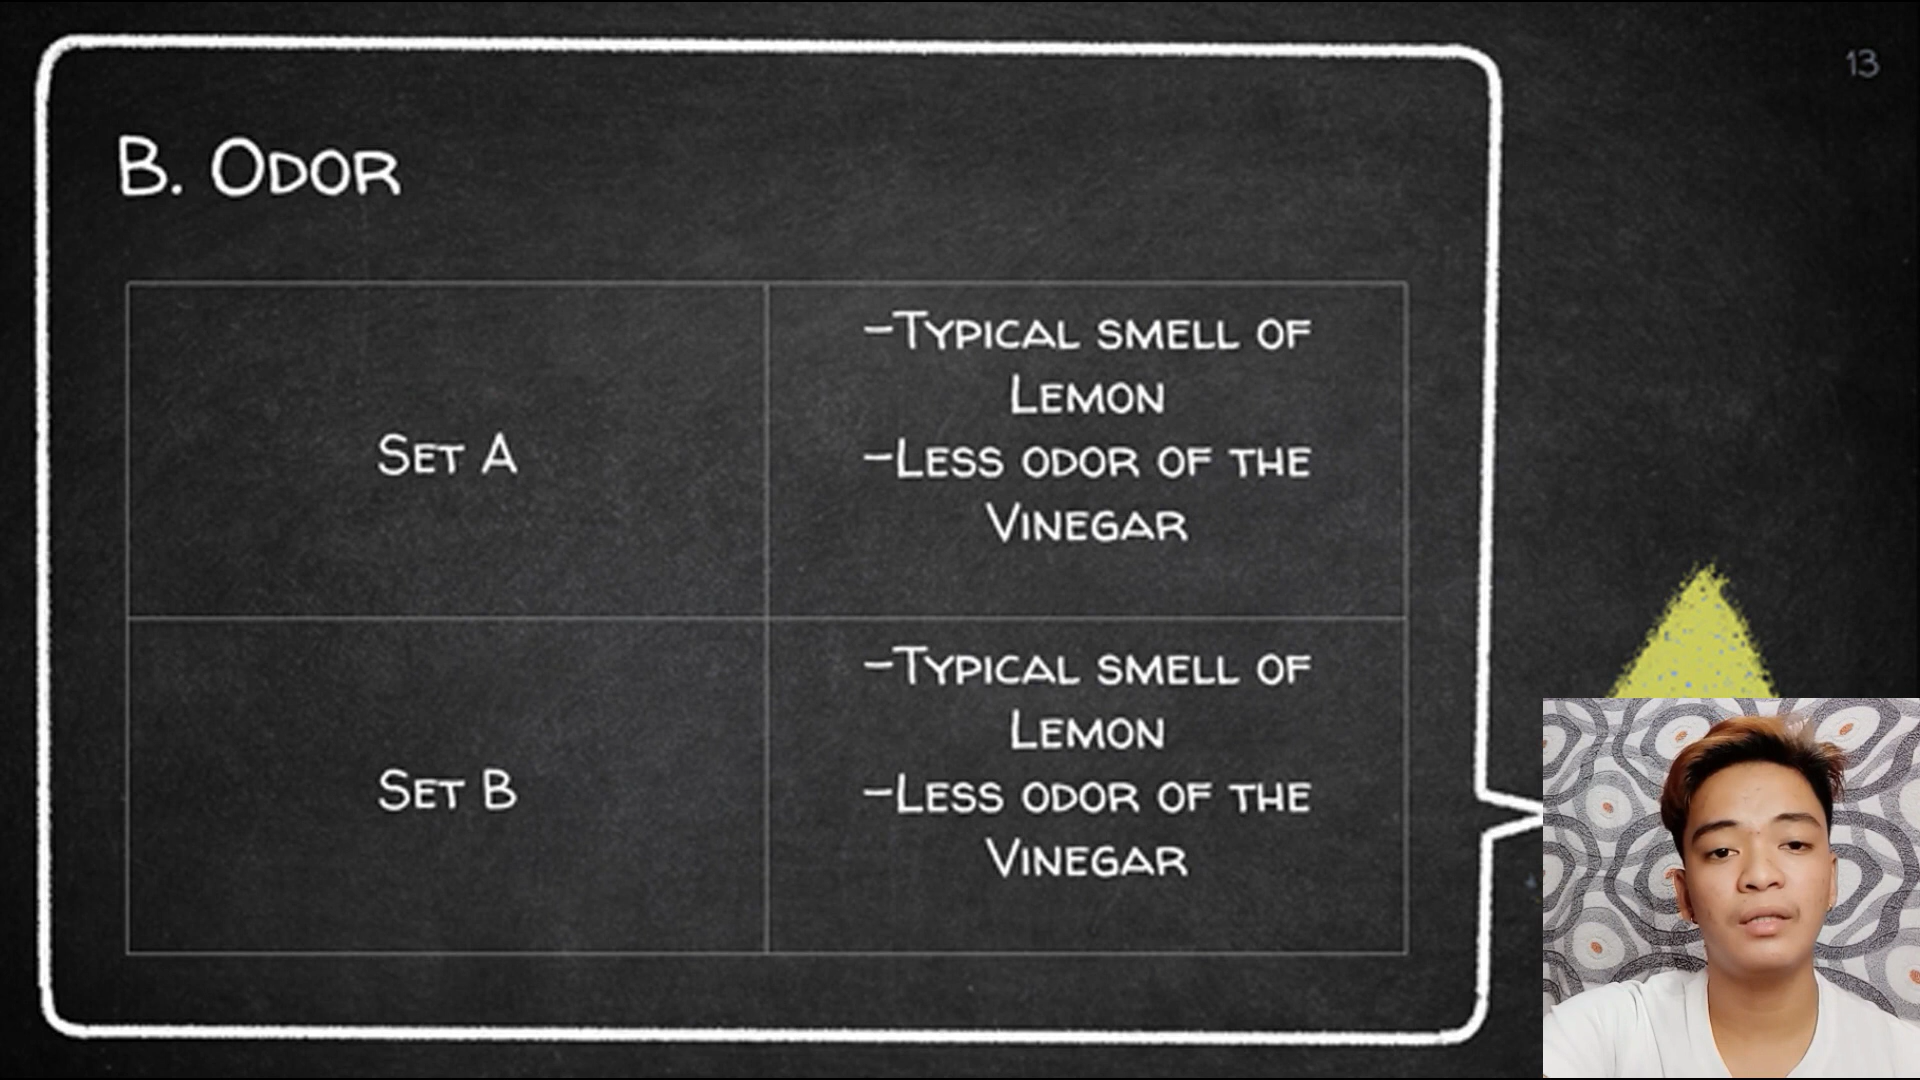 13
B. Odor
Set A
-Typical smell of
Lemon
-Less odor of the
Vinegar
Set B
-Typical smell of
Lemon
-Less odor of the
Vinegar